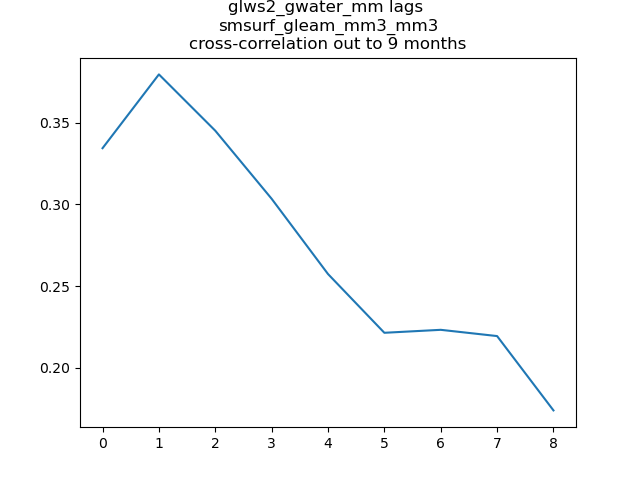 glws2_gwater_mm lags
smsurf_gleam_mm3_mm3
cross-correlation out to 9 months
0.35
0.30
0.25
0.20
0 1 2 3 4 5 6 7 8